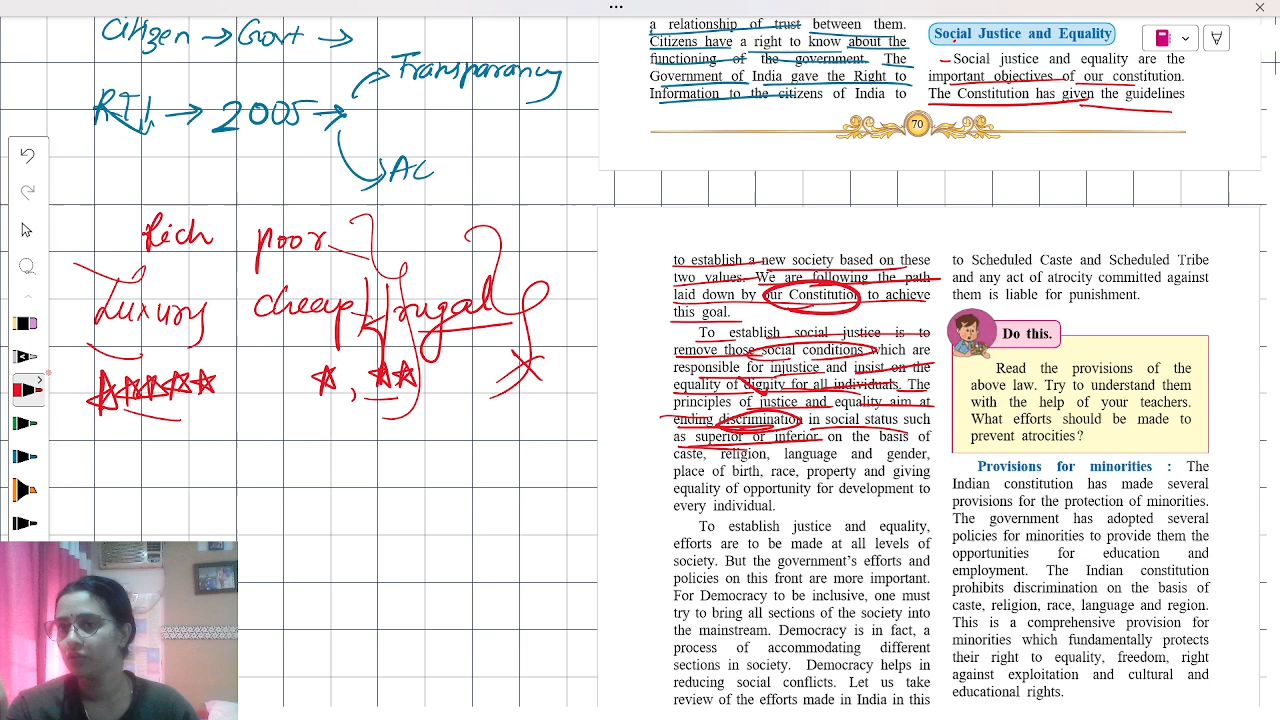 Citizen → Govt →
RTI → 2005 → Transparency
AC
Rich poor
Luxury cheap frugal
a relationship of trust between them.
Citizens have a right to know about the
functioning of the government. The
Government of India gave the Right to
Information to the citizens of India to
Social Justice and Equality
Social justice and equality are the
important objectives of our constitution.
The Constitution has given the guidelines
70
to establish a new society based on these
two values. We are following the path
laid down by our Constitution to achieve
this goal.
To establish social justice is to
remove those social conditions which are
responsible for injustice and insist on the
equality of dignity for all individuals. The
principles of justice and equality aim at
ending discrimination in social status such
as superior or inferior on the basis of
caste, religion, language and gender,
place of birth, race, property and giving
equality of opportunity for development to
every individual.
To establish justice and equality,
efforts are to be made at all levels of
society. But the government's efforts and
policies on this front are more important.
For Democracy to be inclusive, one must
try to bring all sections of the society into
the mainstream. Democracy is in fact, a
process of accommodating different
sections in society. Democracy helps in
reducing social conflicts. Let us take
review of the efforts made in India in this
to Scheduled Caste and Scheduled Tribe
and any act of atrocity committed against
them is liable for punishment.
Do this.
Read the provisions of the
above law. Try to understand them
with the help of your teachers.
What efforts should be made to
prevent atrocities ?
Provisions for minorities : The
Indian constitution has made several
provisions for the protection of minorities.
The government has adopted several
policies for minorities to provide them the
opportunities for education and
employment. The Indian constitution
prohibits discrimination on the basis of
caste, religion, race, language and region.
This is a comprehensive provision for
minorities which fundamentally protects
their right to equality, freedom, right
against exploitation and cultural and
educational rights.